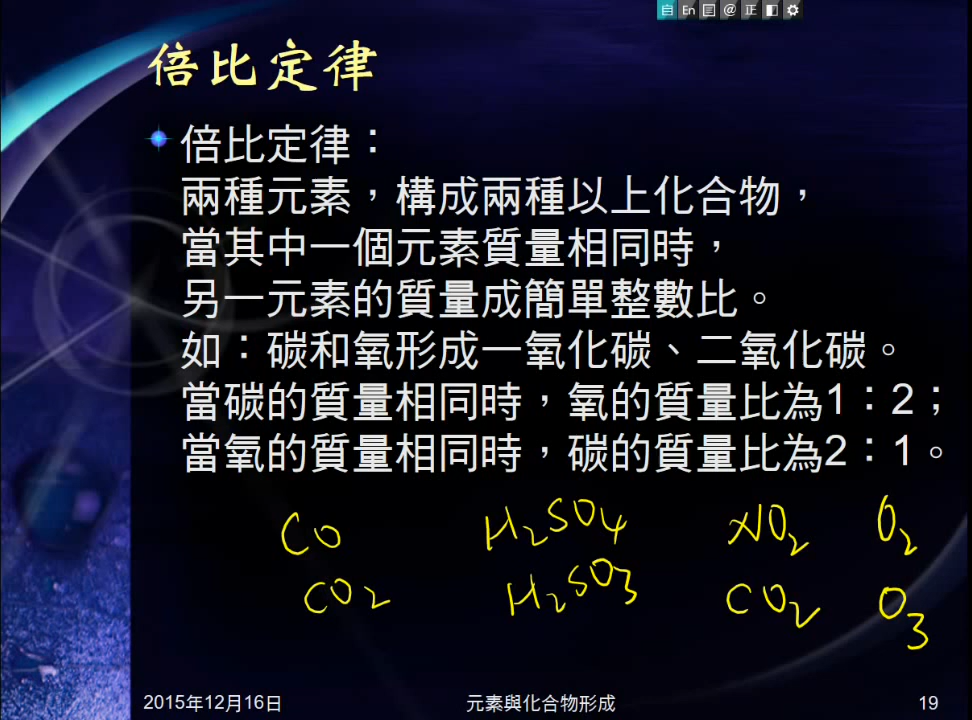 自 En @ 正
倍比定律
倍比定律：
兩種元素，構成兩種以上化合物，
當其中一個元素質量相同時，
另一元素的質量成簡單整數比。
如：碳和氧形成一氧化碳、二氧化碳。
當碳的質量相同時，氧的質量比為1：2；
當氧的質量相同時，碳的質量比為2：1。
CO H₂SO₄ NO₂ O₂
CO₂ H₂SO₃ CO₂ O₃
2015年12月16日 元素與化合物形成 19